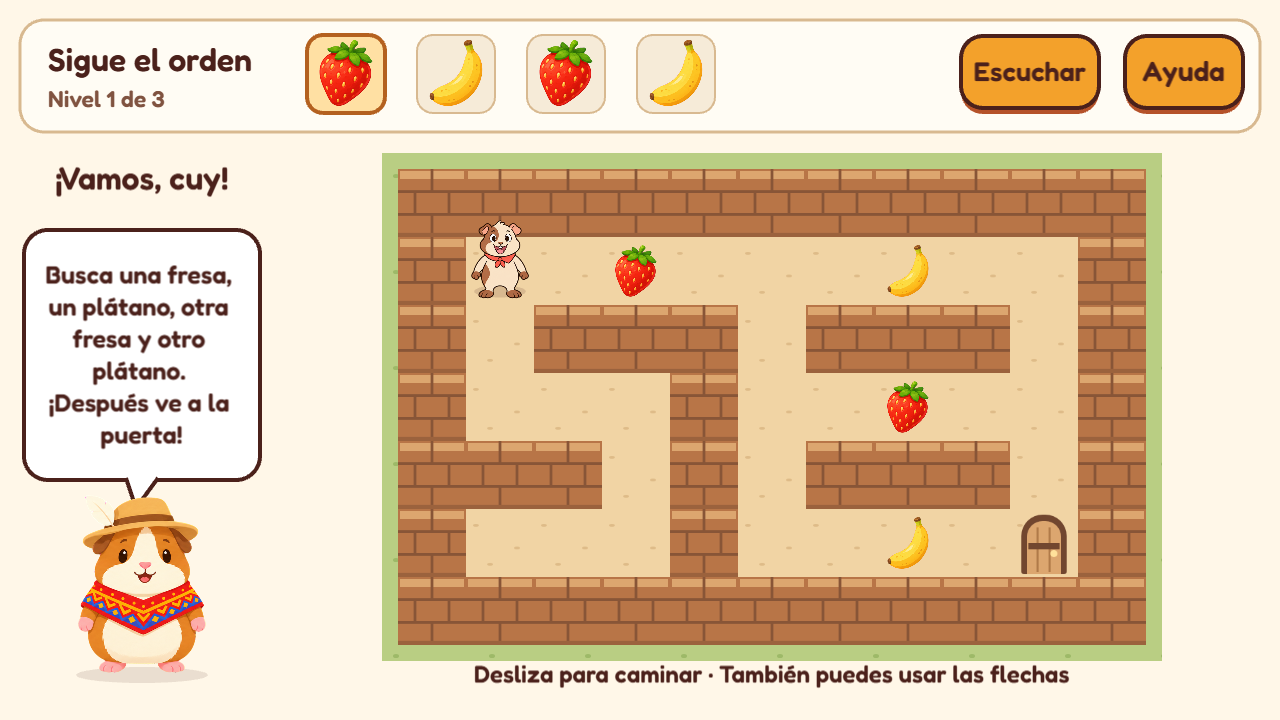 Sigue el orden
Nivel 1 de 3
Escuchar
Ayuda
¡Vamos, cuy!
Busca una fresa,
un plátano, otra
fresa y otro
plátano.
¡Después ve a la
puerta!
Desliza para caminar · También puedes usar las flechas